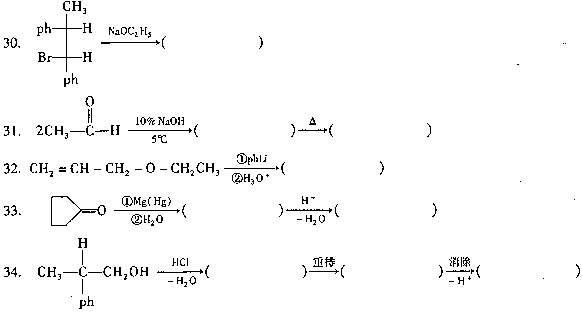 CH₃
ph H NaOC₂H₅
30. ( )
Br H
ph
O
31. 2CH₃—C—H 10% NaOH 5℃ ( ) Δ ( )
32. CH₂=CH-CH₂-O-CH₂CH₃ ①phLi ②H₃O⁺ ( )
33. =O ①Mg(Hg) ②H₂O ( ) H⁺ -H₂O ( )
H
34. CH₃—C—CH₂OH HCl -H₂O ( ) 重排 ( ) 消除 -H⁺ ( )
ph